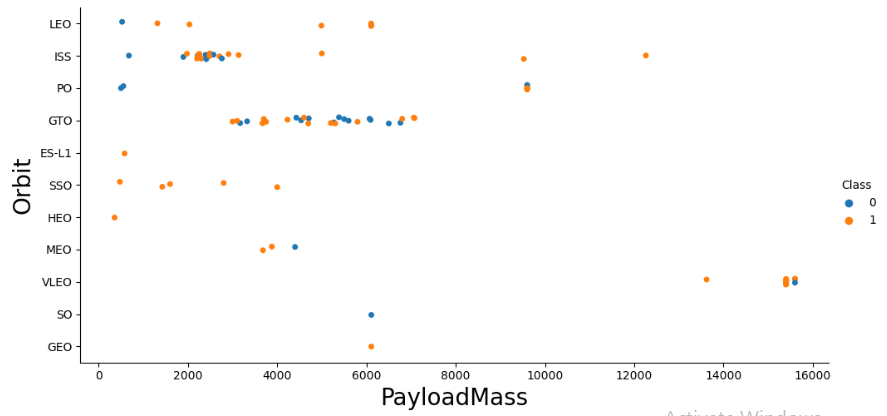 LEO
ISS
PO
GTO
ES-L1
SSO
HEO
MEO
VLEO
SO
GEO
Orbit
Class
0
1
0 2000 4000 6000 8000 10000 12000 14000 16000
PayloadMass
Activate Windows